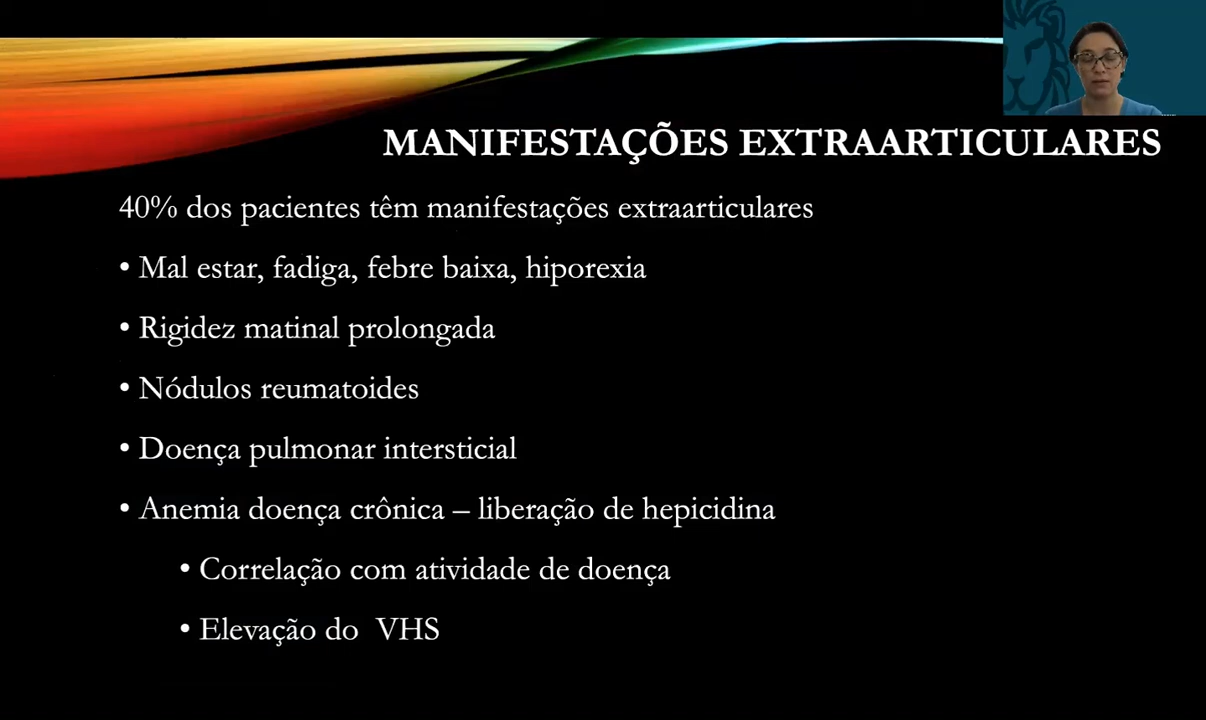 MANIFESTAÇÕES EXTRAARTICULARES
40% dos pacientes têm manifestações extraarticulares
• Mal estar, fadiga, febre baixa, hiporexia
• Rigidez matinal prolongada
• Nódulos reumatoides
• Doença pulmonar intersticial
• Anemia doença crônica – liberação de hepicidina
• Correlação com atividade de doença
• Elevação do VHS